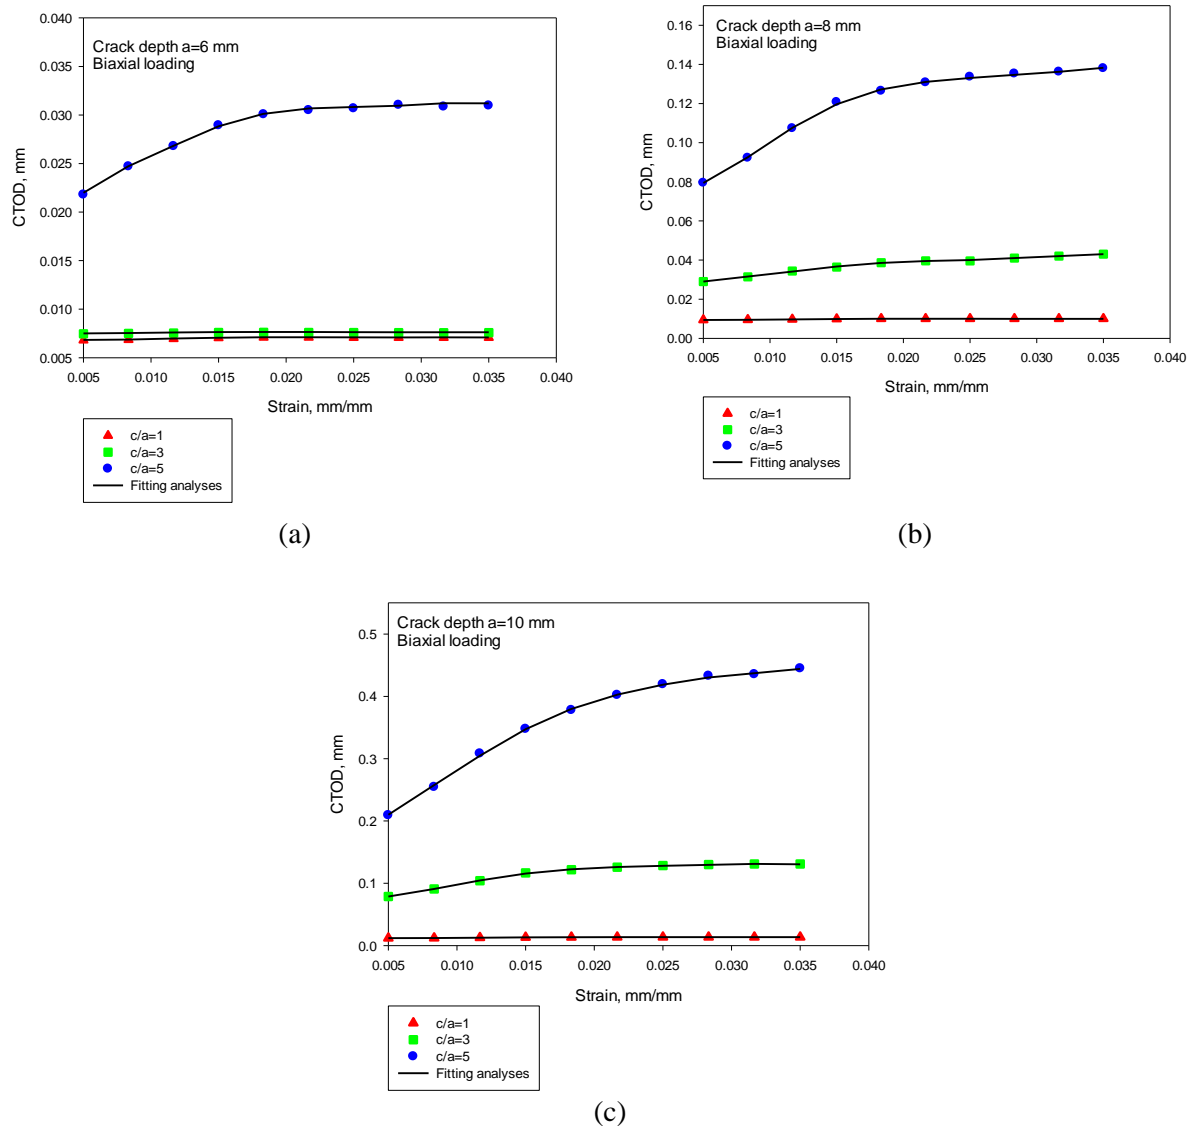 Crack depth a=6 mm
Biaxial loading
CTOD, mm
0.040
0.035
0.030
0.025
0.020
0.015
0.010
0.005
0.005 0.010 0.015 0.020 0.025 0.030 0.035 0.040
Strain, mm/mm
c/a=1
c/a=3
c/a=5
Fitting analyses
(a)
Crack depth a=8 mm
Biaxial loading
CTOD, mm
0.16
0.14
0.12
0.10
0.08
0.06
0.04
0.02
0.00
0.005 0.010 0.015 0.020 0.025 0.030 0.035 0.040
Strain, mm/mm
c/a=1
c/a=3
c/a=5
Fitting analyses
(b)
Crack depth a=10 mm
Biaxial loading
CTOD, mm
0.5
0.4
0.3
0.2
0.1
0.0
0.005 0.010 0.015 0.020 0.025 0.030 0.035 0.040
Strain, mm/mm
c/a=1
c/a=3
c/a=5
Fitting analyses
(c)